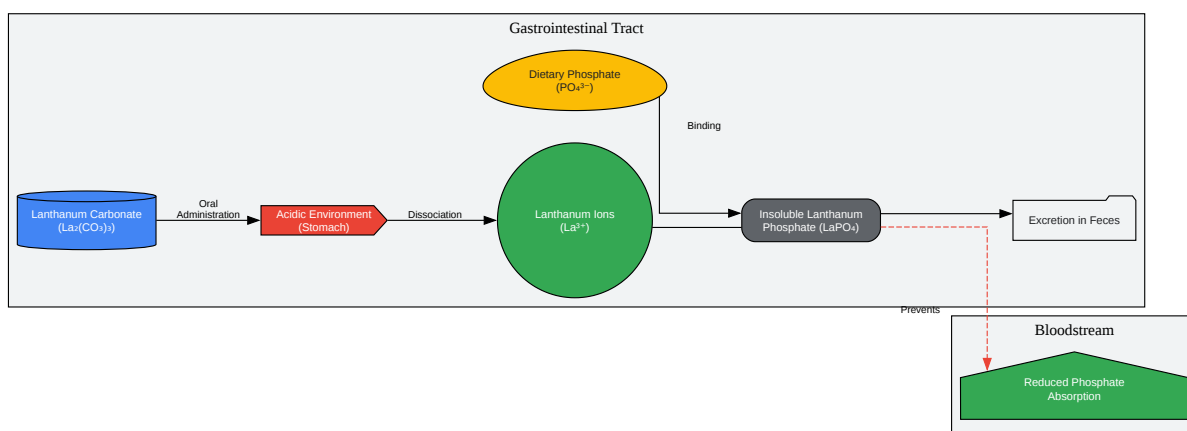 Gastrointestinal Tract
Dietary Phosphate
(PO₄³⁻)
Binding
Lanthanum Carbonate
(La₂(CO₃)₃)
Oral
Administration
Acidic Environment
(Stomach)
Dissociation
Lanthanum Ions
(La³⁺)
Insoluble Lanthanum
Phosphate (LaPO₄)
Excretion in Feces
Prevents
Bloodstream
Reduced Phosphate
Absorption